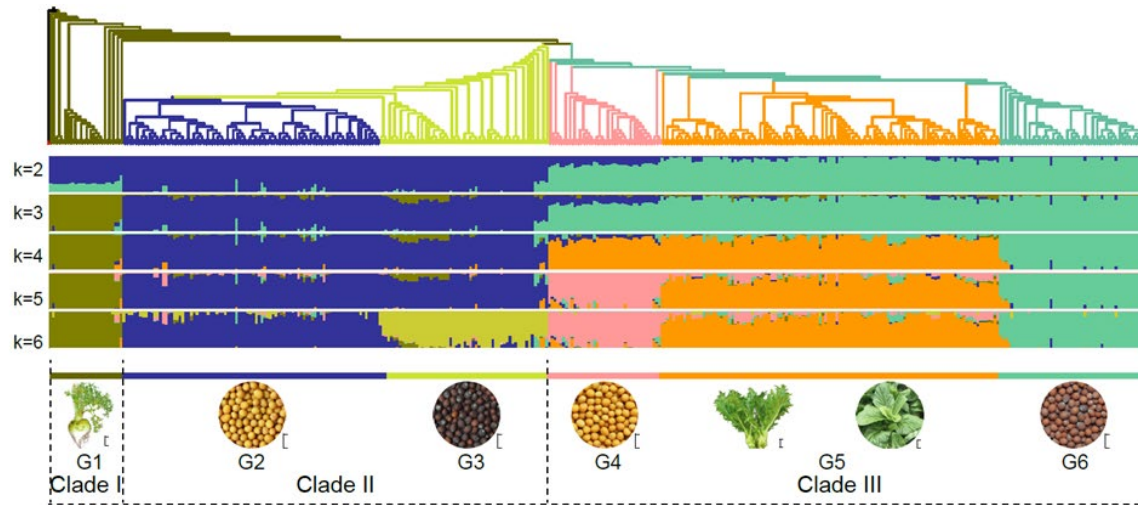 k=2
k=3
k=4
k=5
k=6
G1 G2 G3 G4 G5 G6
Clade I Clade II Clade III